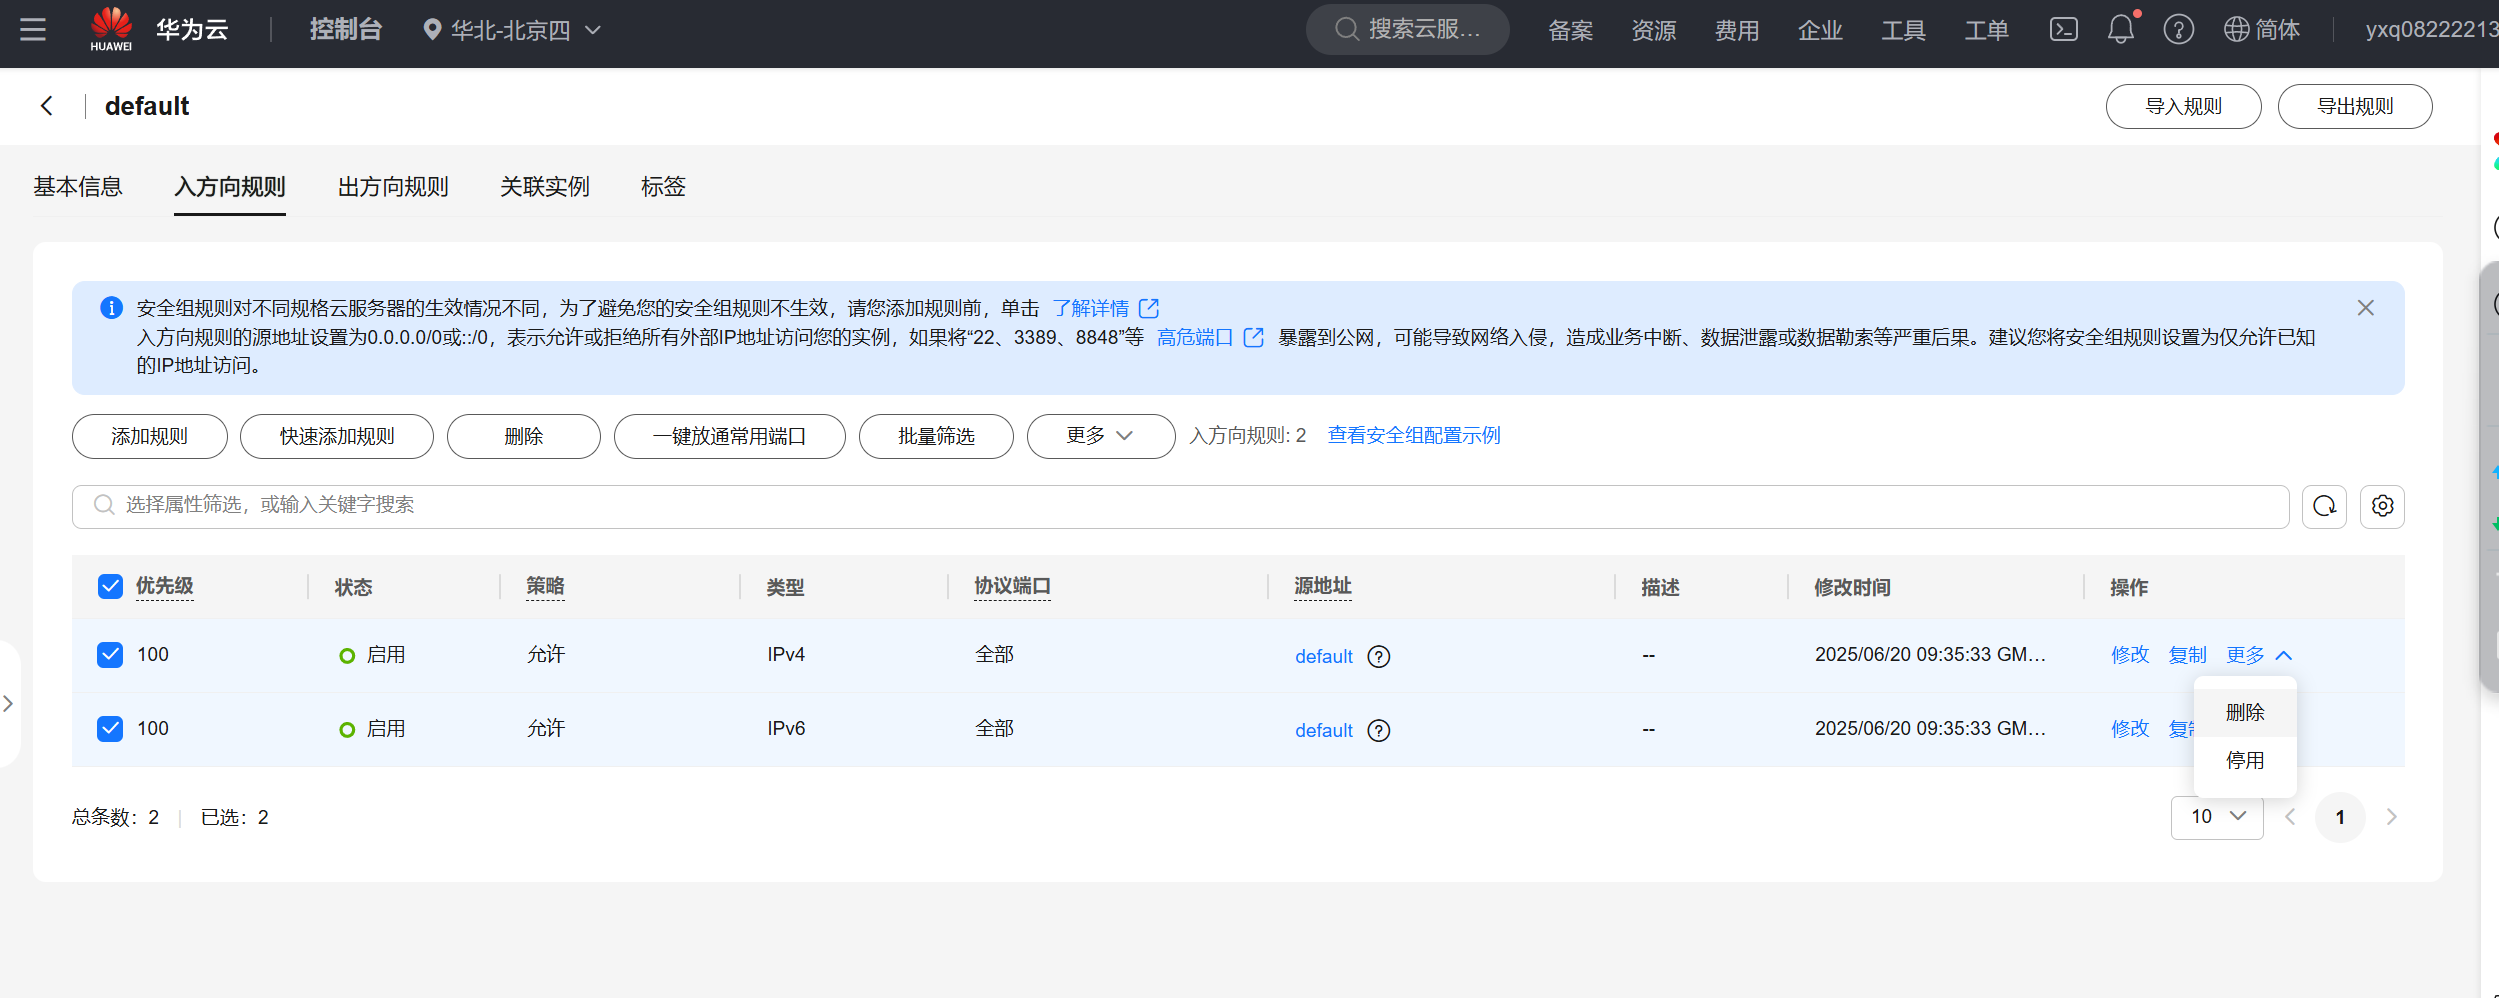 HUAWEI 华为云 控制台 华北-北京四 搜索云服... 备案 资源 费用 企业 工具 工单 简体 yxq08222213
default 导入规则 导出规则
基本信息 入方向规则 出方向规则 关联实例 标签
安全组规则对不同规格云服务器的生效情况不同，为了避免您的安全组规则不生效，请您添加规则前，单击 了解详情
入方向规则的源地址设置为0.0.0.0/0或::/0，表示允许或拒绝所有外部IP地址访问您的实例，如果将“22、3389、8848”等 高危端口 暴露到公网，可能导致网络入侵，造成业务中断、数据泄露或数据勒索等严重后果。建议您将安全组规则设置为仅允许已知
的IP地址访问。
添加规则 快速添加规则 删除 一键放通常用端口 批量筛选 更多 入方向规则: 2 查看安全组配置示例
选择属性筛选，或输入关键字搜索
优先级 状态 策略 类型 协议端口 源地址 描述 修改时间 操作
100 启用 允许 IPv4 全部 default -- 2025/06/20 09:35:33 GM... 修改 复制 更多
删除
100 启用 允许 IPv6 全部 default -- 2025/06/20 09:35:33 GM... 修改
停用
总条数：2 已选：2 10 1